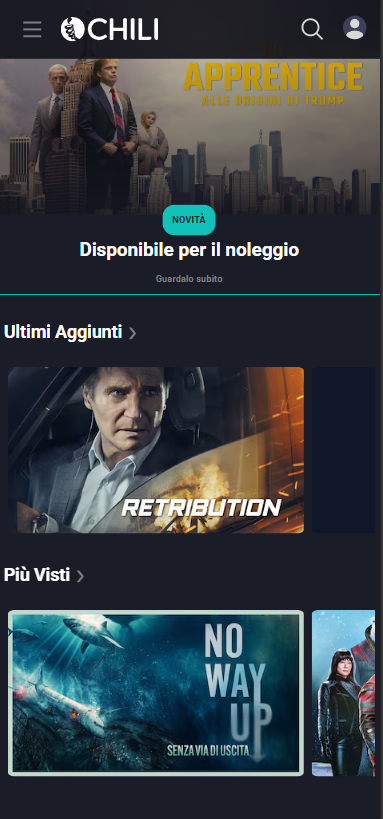 CHILI
APPRENTICE
ALLE ORIGINI DI TRUMP
NOVITÀ
Disponibile per il noleggio
Guardalo subito
Ultimi Aggiunti
RETRIBUTION
Più Visti
NO
WAY
UP
SENZA VIA DI USCITA